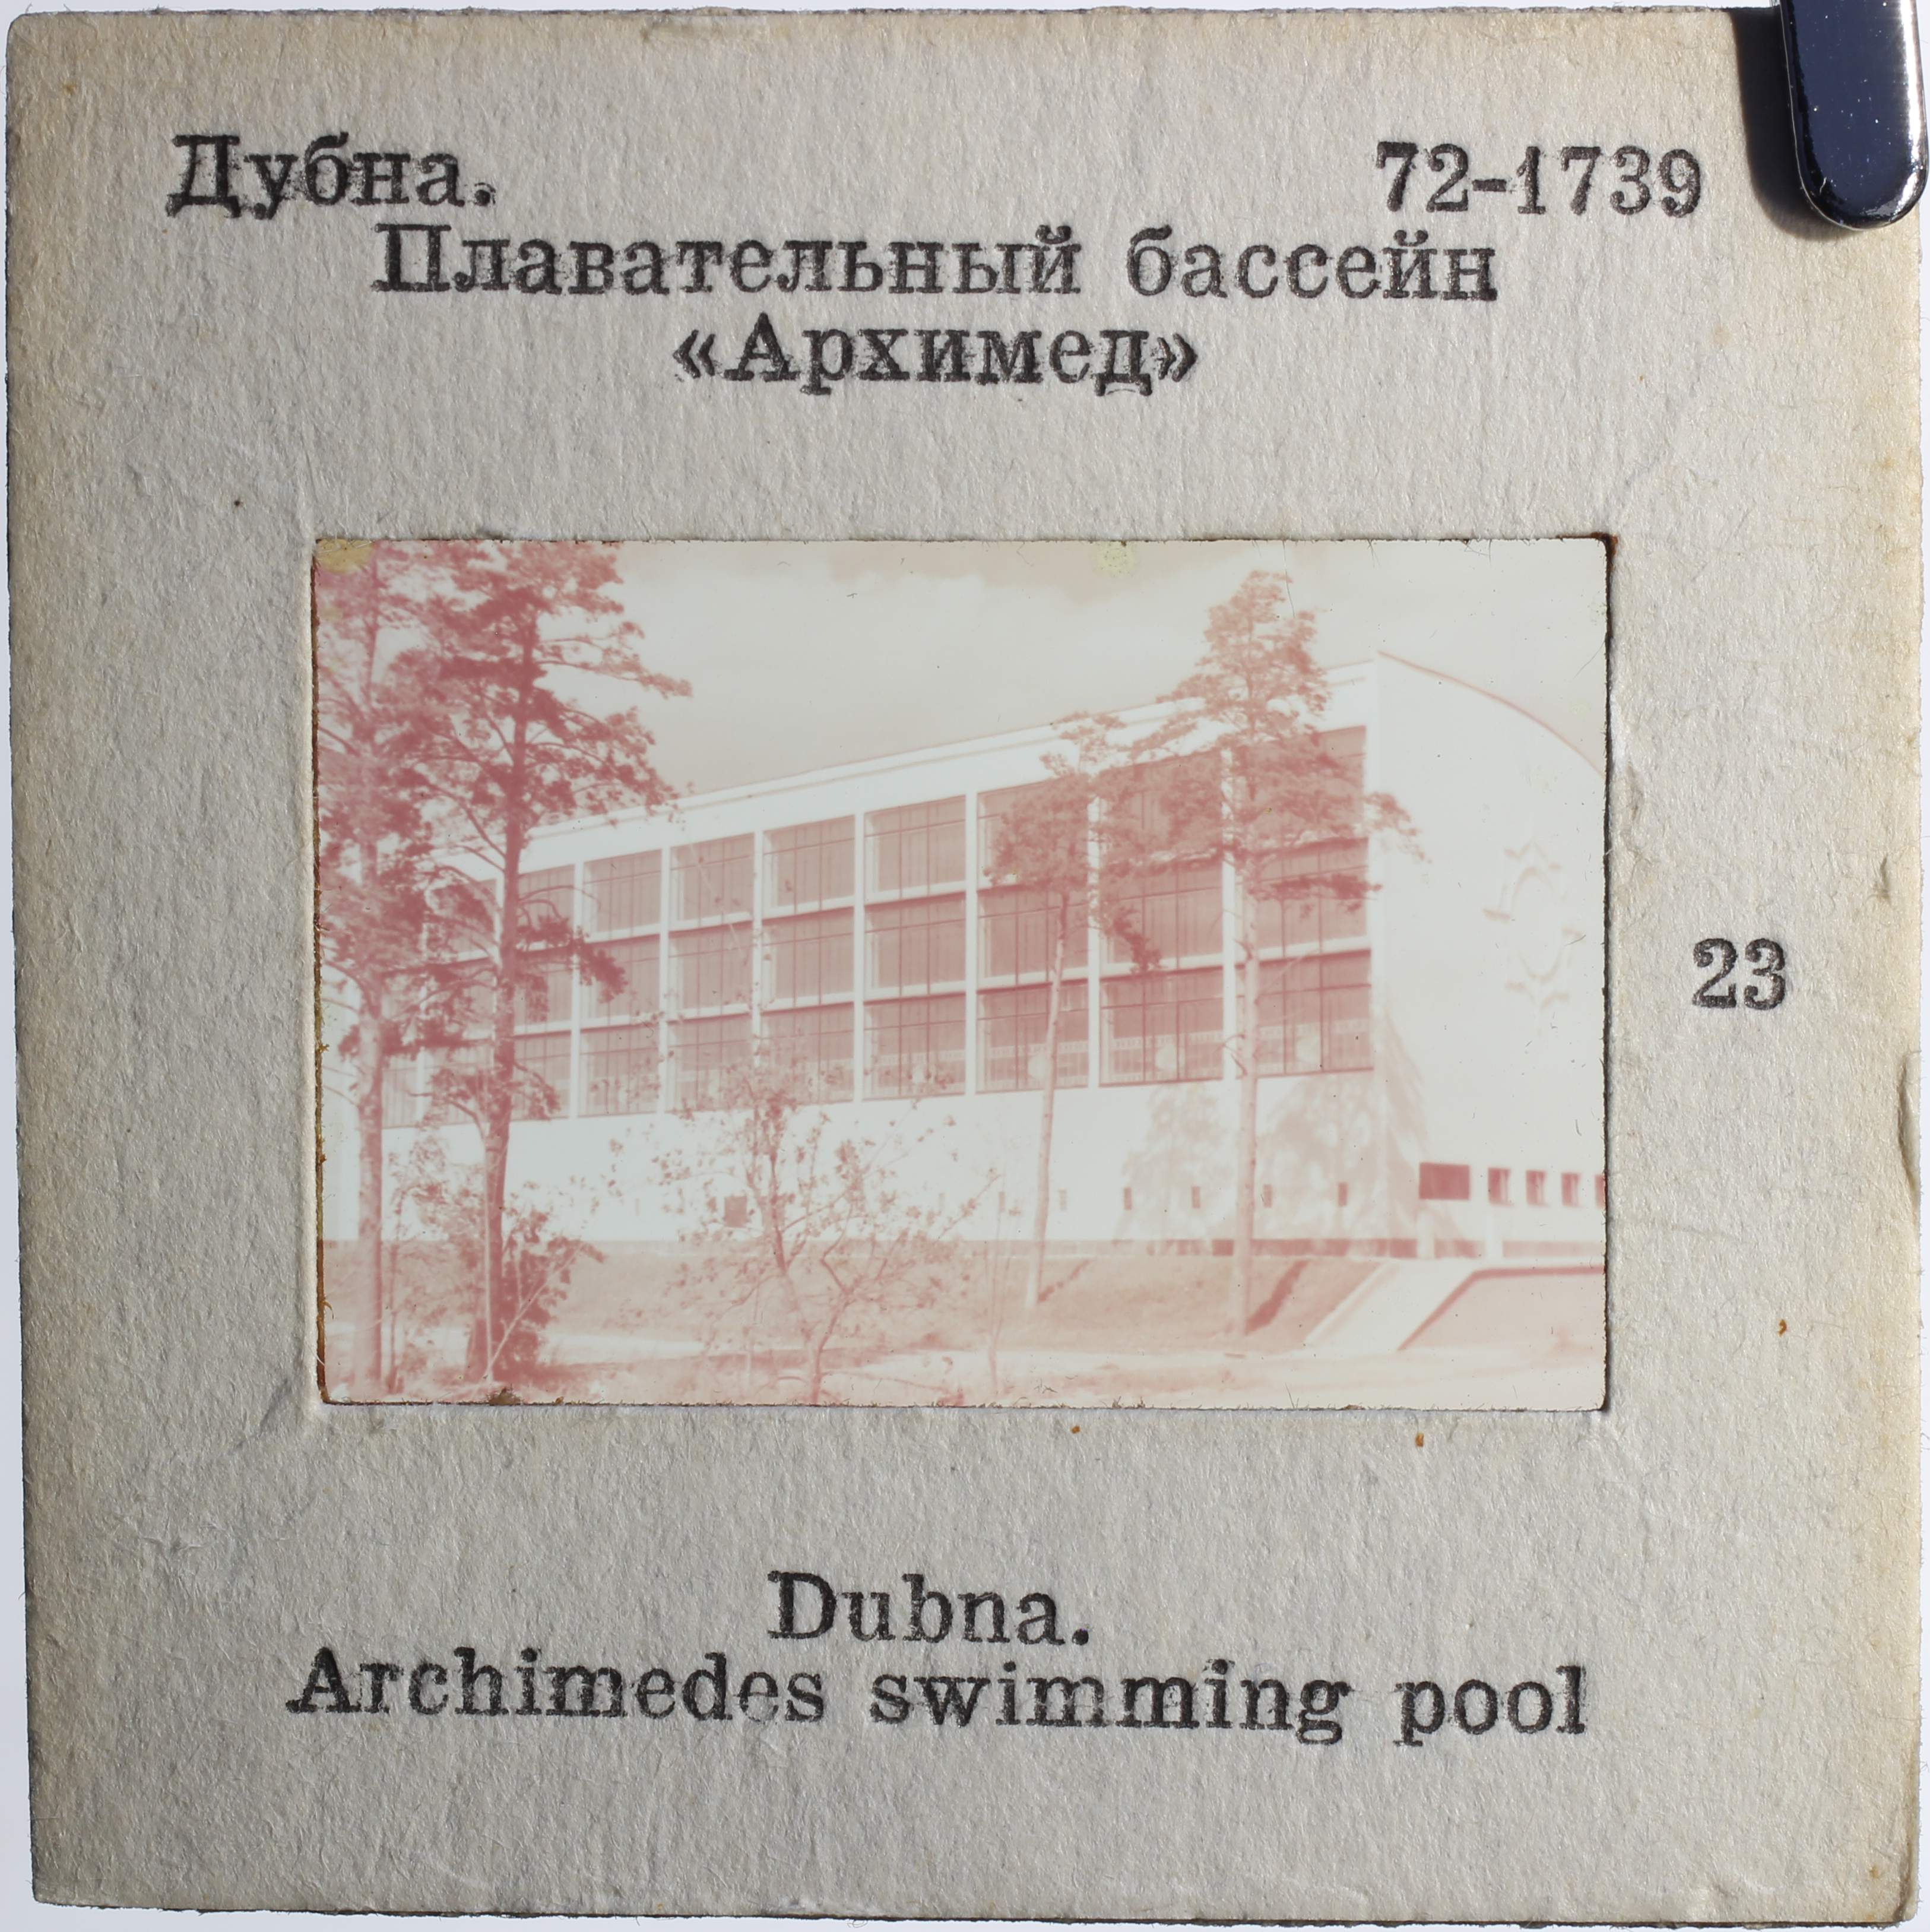 Дубна. 72-1739
Плавательный бассейн
«Архимед»
23
Dubna.
Archimedes swimming pool